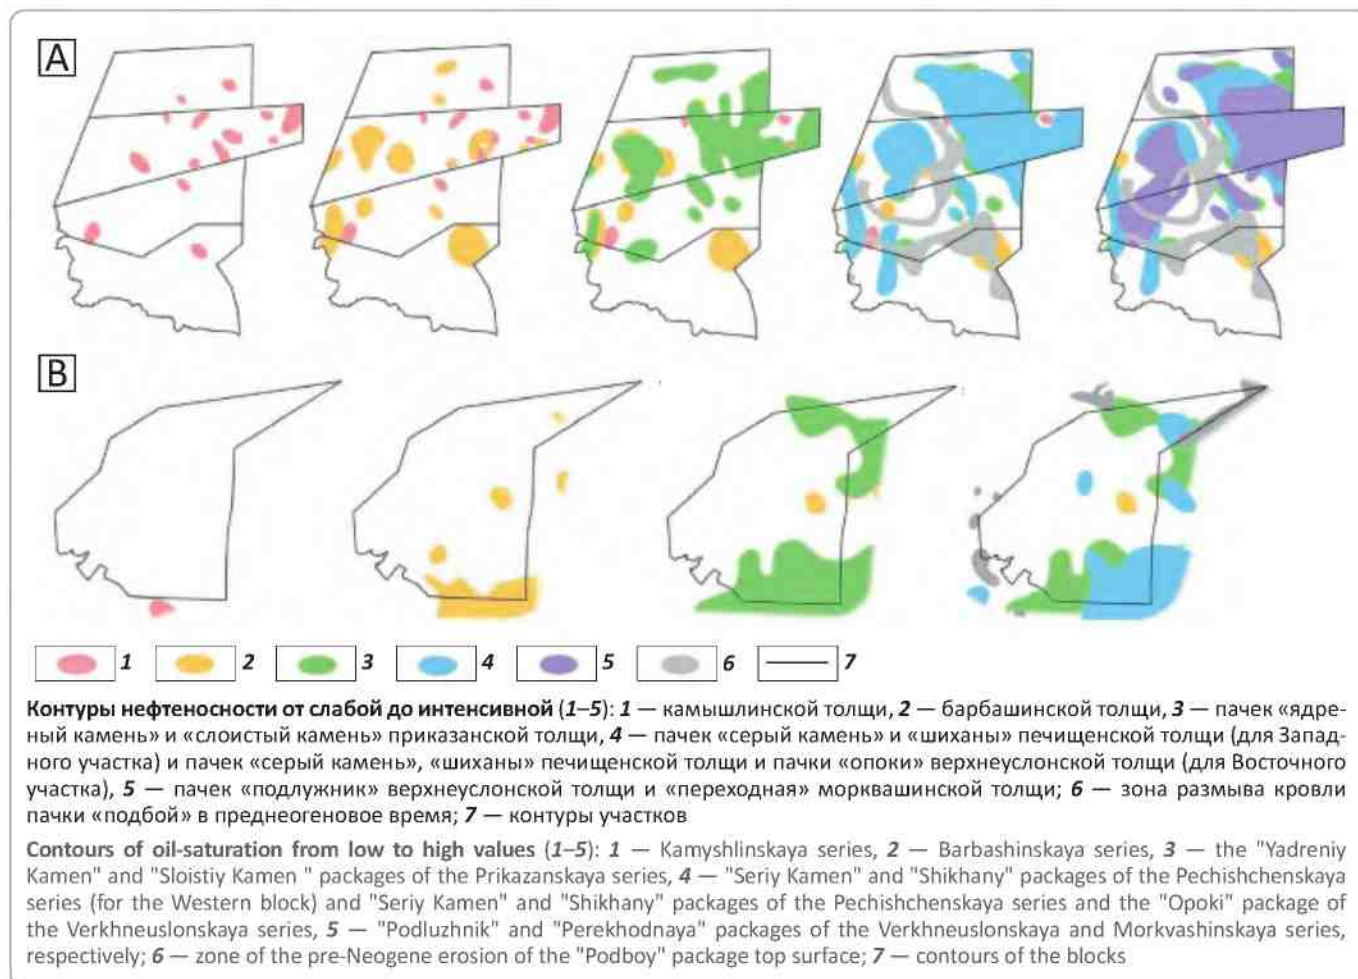 A
B
1
2
3
4
5
6
7
Контуры нефтеносности от слабой до интенсивной (1–5): 1 — камышлинской толщи, 2 — барбашинской толщи, 3 — пачек «ядре-
ный камень» и «слоистый камень» приказанской толщи, 4 — пачек «серый камень» и «шиханы» печищенской толщи (для Запад-
ного участка) и пачек «серый камень», «шиханы» печищенской толщи и пачки «опоки» верхнеуслонской толщи (для Восточного
участка), 5 — пачек «подлужник» верхнеуслонской толщи и «переходная» морквашинской толщи; 6 — зона размыва кровли
пачки «подбой» в преднеогеновое время; 7 — контуры участков
Contours of oil-saturation from low to high values (1–5): 1 — Kamyshlinskaya series, 2 — Barbashinskaya series, 3 — the "Yadreniy
Kamen" and "Sloistiy Kamen " packages of the Prikazanskaya series, 4 — "Seriy Kamen" and "Shikhany" packages of the Pechishchenskaya
series (for the Western block) and "Seriy Kamen" and "Shikhany" packages of the Pechishchenskaya series and the "Opoki" package of
the Verkhneuslonskaya series, 5 — "Podluzhnik" and "Perekhodnaya" packages of the Verkhneuslonskaya and Morkvashinskaya series,
respectively; 6 — zone of the pre-Neogene erosion of the "Podboy" package top surface; 7 — contours of the blocks